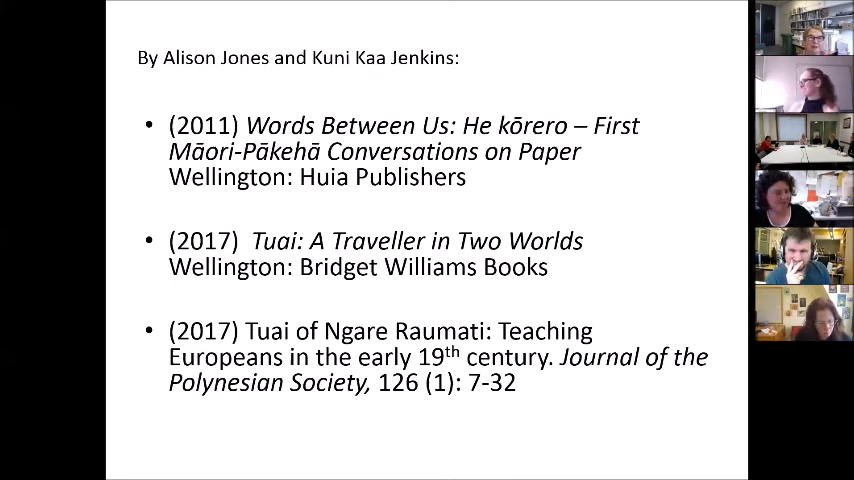 By Alison Jones and Kuni Kaa Jenkins:
• (2011) Words Between Us: He kōrero – First
Māori-Pākehā Conversations on Paper
Wellington: Huia Publishers
• (2017) Tuai: A Traveller in Two Worlds
Wellington: Bridget Williams Books
• (2017) Tuai of Ngare Raumati: Teaching
Europeans in the early 19th century. Journal of the
Polynesian Society, 126 (1): 7-32